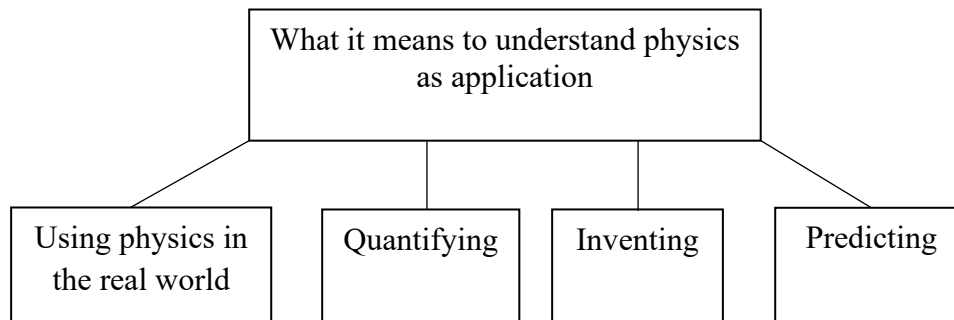 What it means to understand physics
as application
Using physics in
the real world
Quantifying
Inventing
Predicting